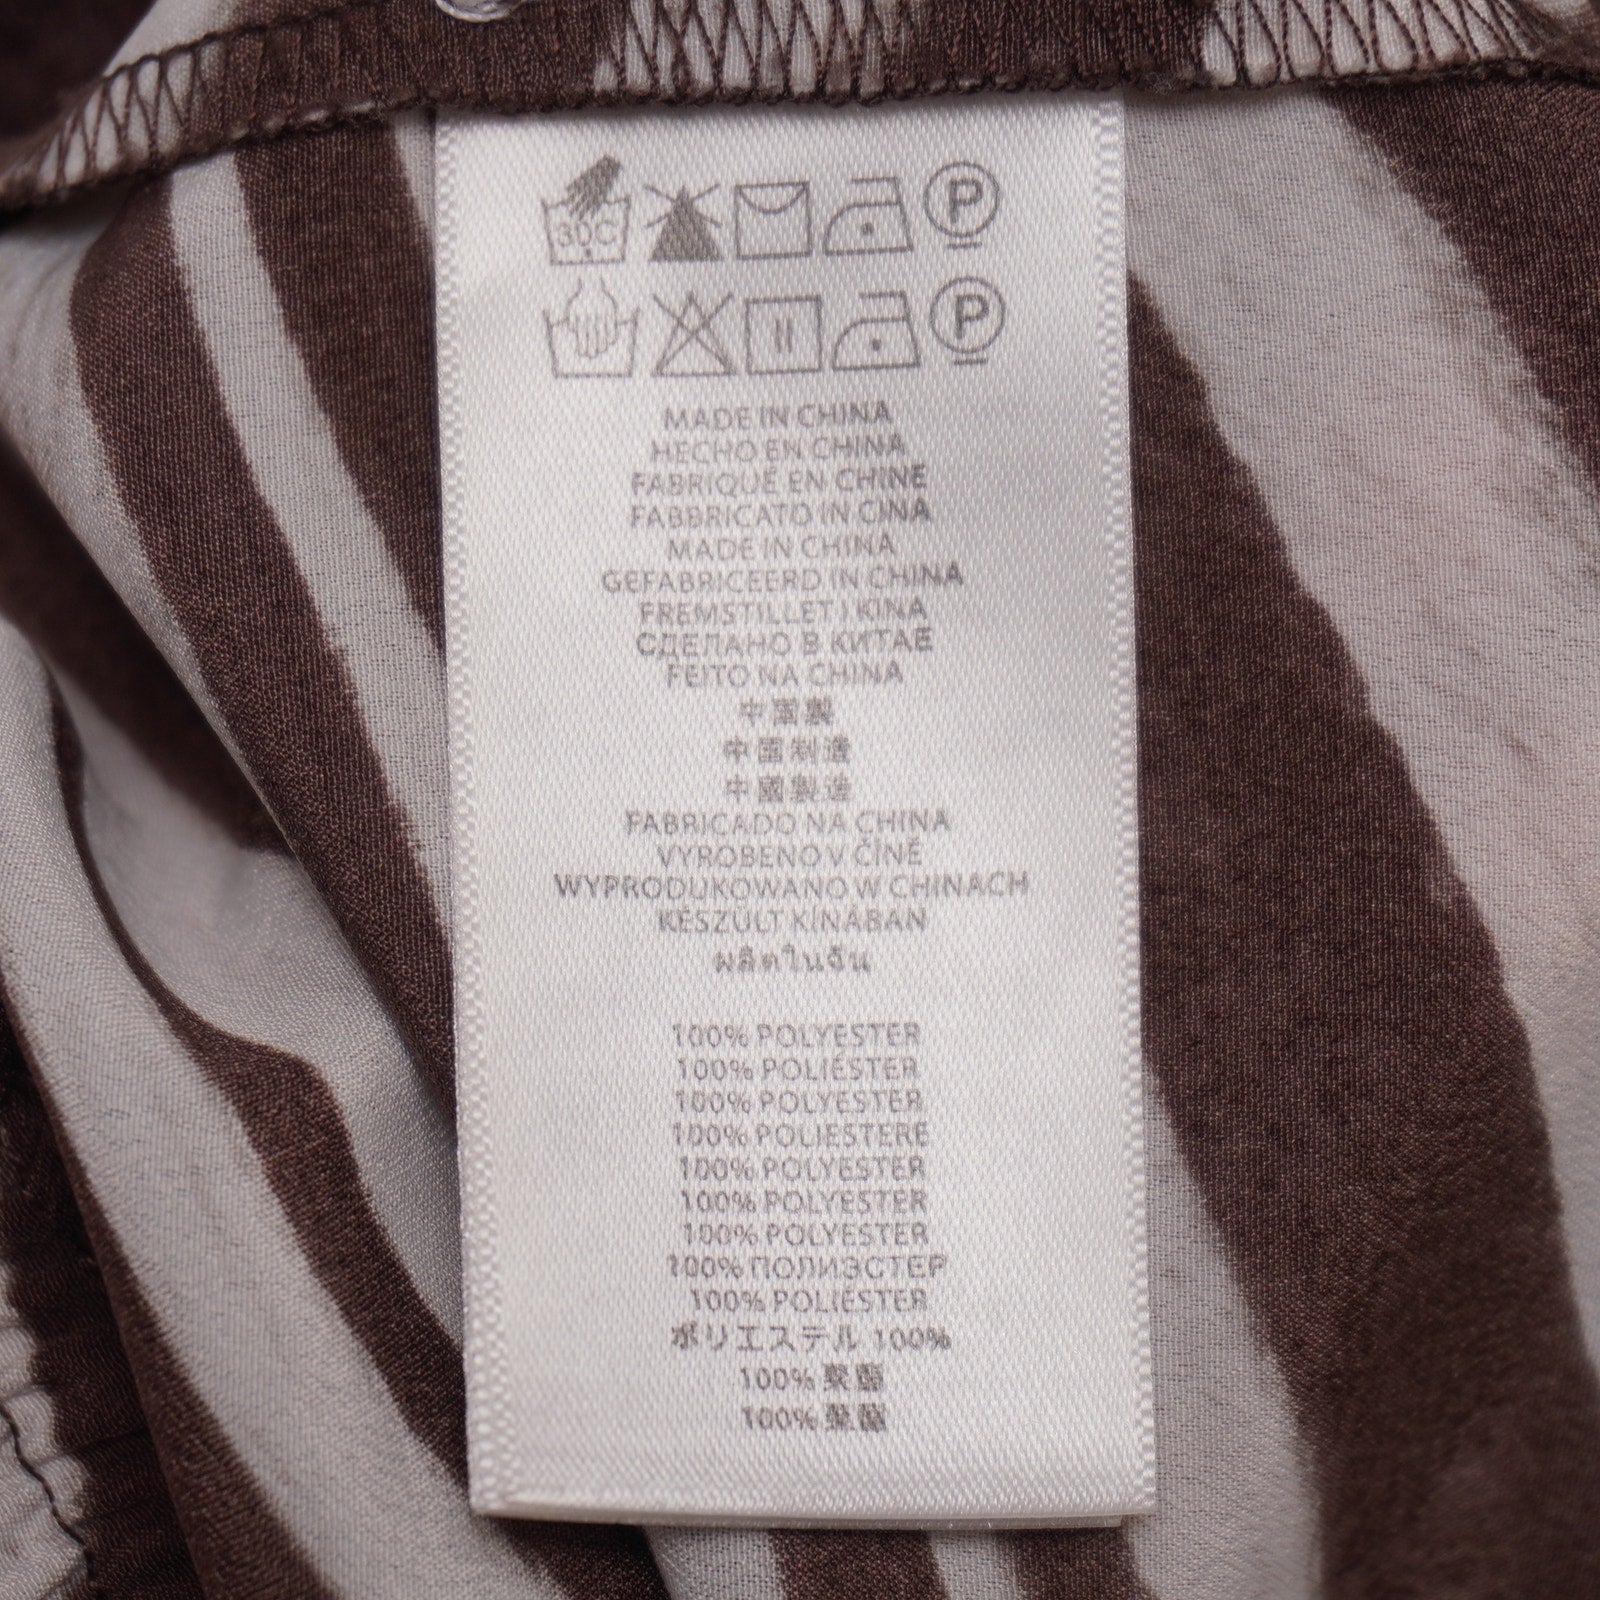 30C
P
P
MADE IN CHINA
HECHO EN CHINA
FABRIQUÉ EN CHINE
FABBRICATO IN CINA
MADE IN CHINA
GEFABRICEERD IN CHINA
FREMSTILLET I KINA
СДЕЛАНО В КИТАЕ
FEITO NA CHINA
中国製
中国制造
中國製造
FABRICADO NA CHINA
VYROBENO V ČÍNĚ
WYPRODUKOWANO W CHINACH
KÉSZÜLT KÍNÁBAN
ผลิตในจีน
100% POLYESTER
100% POLIÉSTER
100% POLYESTER
100% POLIESTERE
100% POLYESTER
100% POLYESTER
100% POLYESTER
100% ПОЛИЭСТЕР
100% POLIÉSTER
ポリエステル 100%
100% 聚酯
100% 聚酯